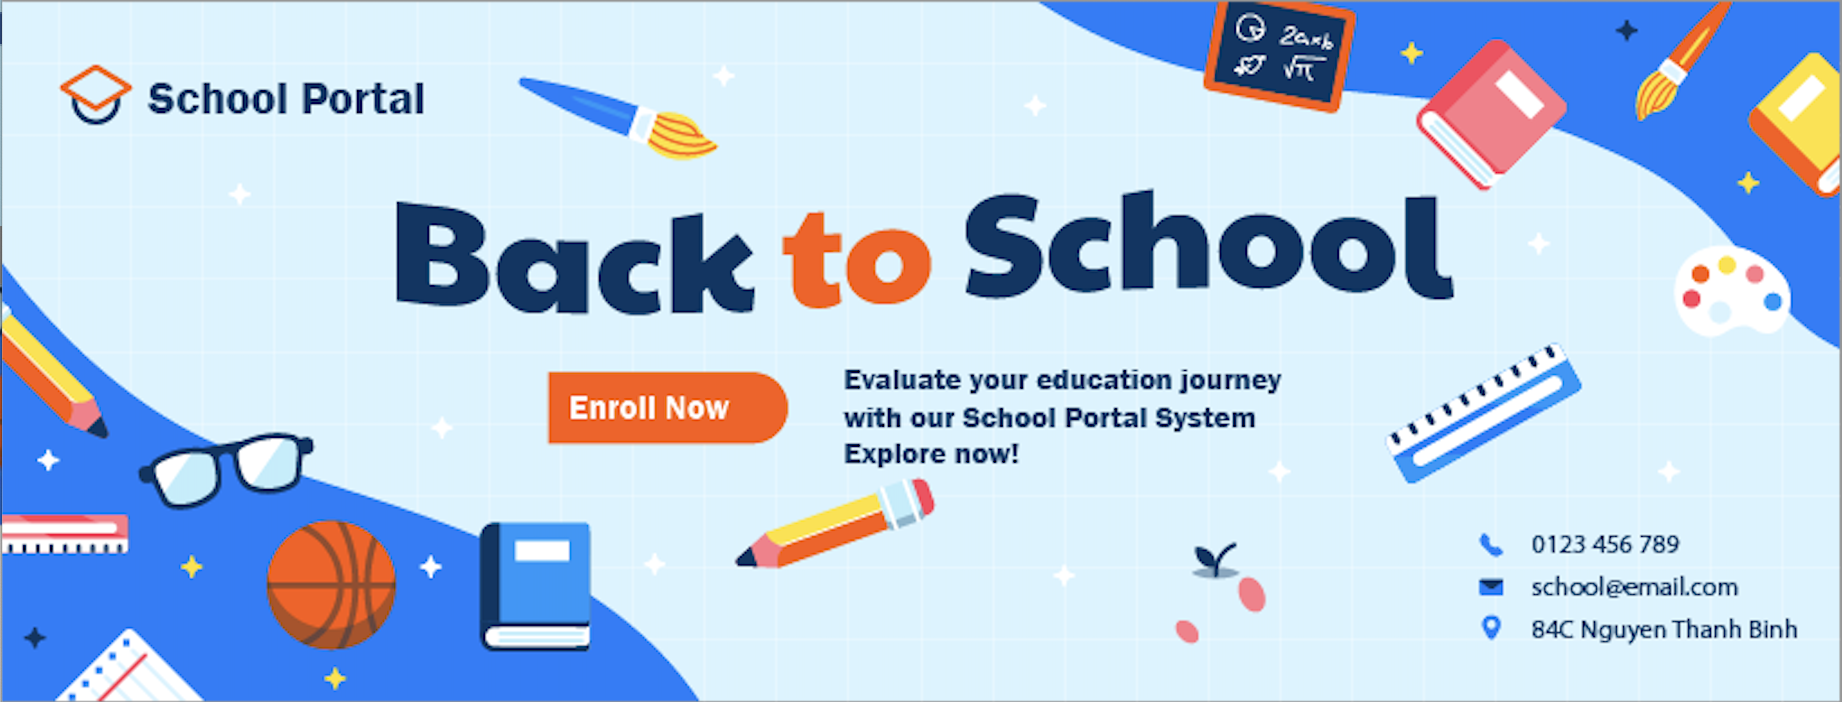 School Portal
2a×b
√π
Back to School
Enroll Now
Evaluate your education journey
with our School Portal System
Explore now!
0123 456 789
school@email.com
84C Nguyen Thanh Binh